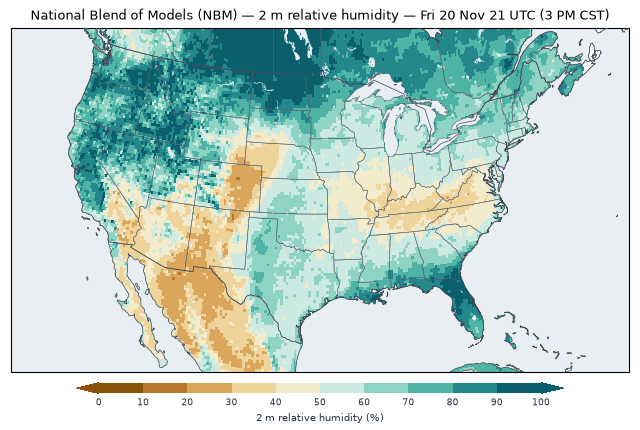 National Blend of Models (NBM) — 2 m relative humidity — Fri 20 Nov 21 UTC (3 PM CST)
0 10 20 30 40 50 60 70 80 90 100
2 m relative humidity (%)